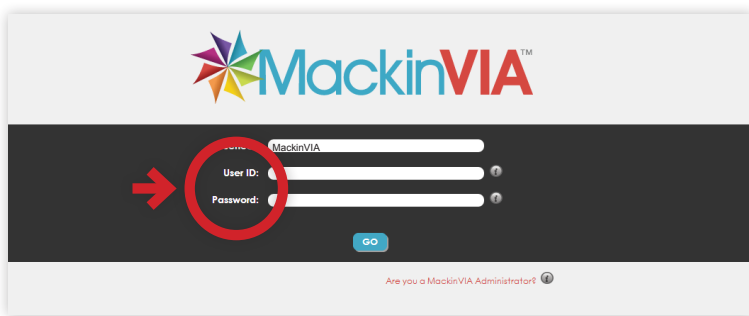 MackinVIA™
MackinVIA
User ID:
Password:
GO
Are you a MackinVIA Administrator?